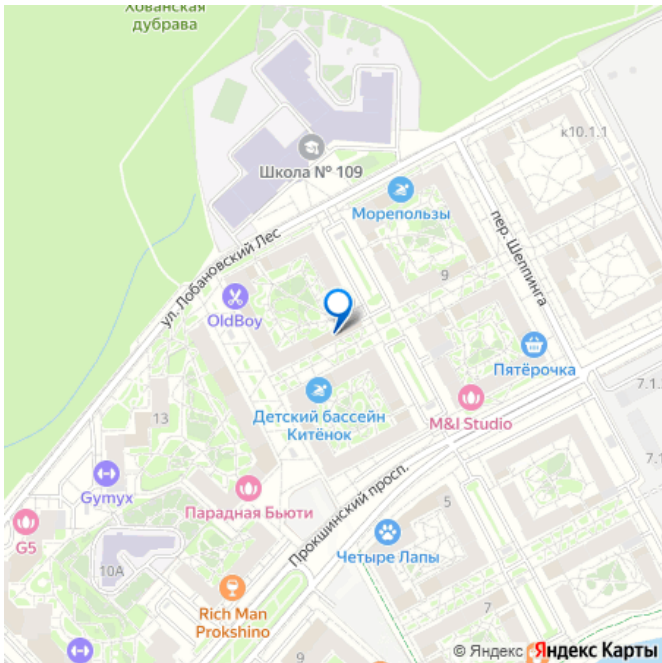 Хованская
дубрава
к10.1.1
Школа № 109
Морепользы
пер. Шеппинга
ул. Лобановский Лес
9
OldBoy
Пятёрочка
7.1.
Детский бассейн
Китёнок
M&I Studio
13
7.1
Gymyx
Парадная Бьюти
Прокшинский просп.
5
G5
Четыре Лапы
10А
Rich Man
Prokshino
7
9
© Яндекс Яндекс Карты